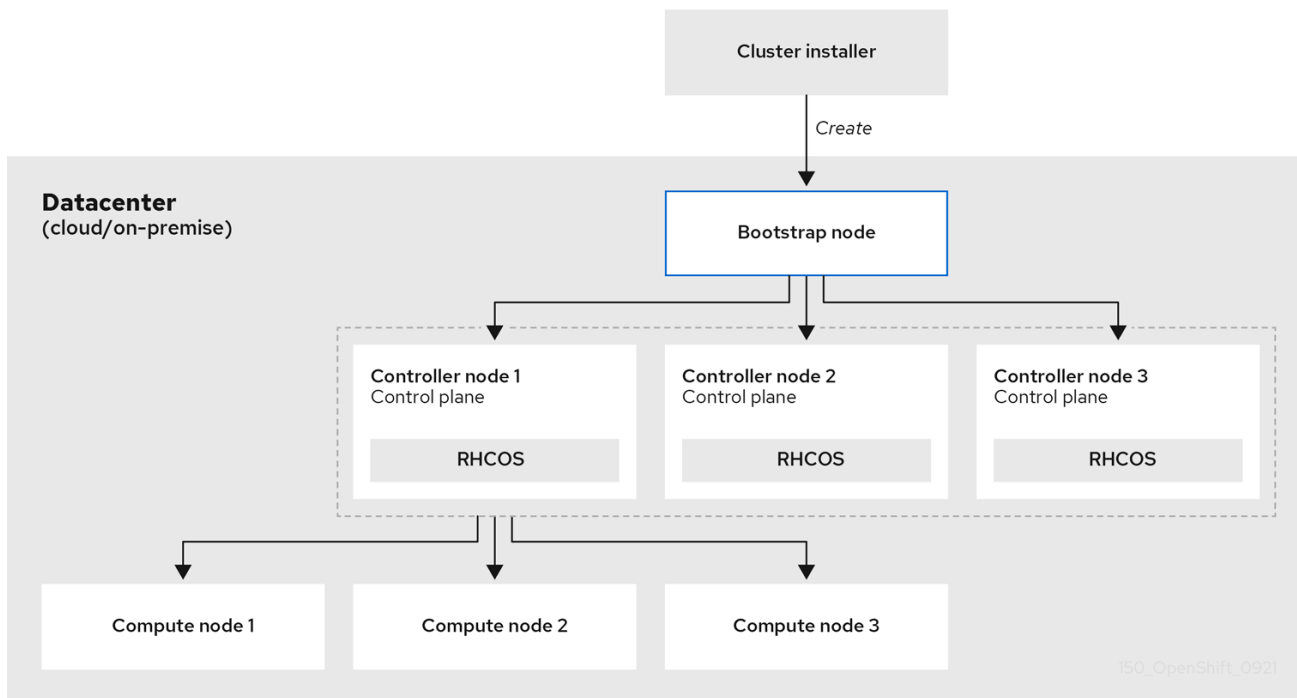 Cluster installer
Create
Datacenter
(cloud/on-premise)
Bootstrap node
Controller node 1
Control plane
RHCOS
Controller node 2
Control plane
RHCOS
Controller node 3
Control plane
RHCOS
Compute node 1
Compute node 2
Compute node 3
150_OpenShift_0921